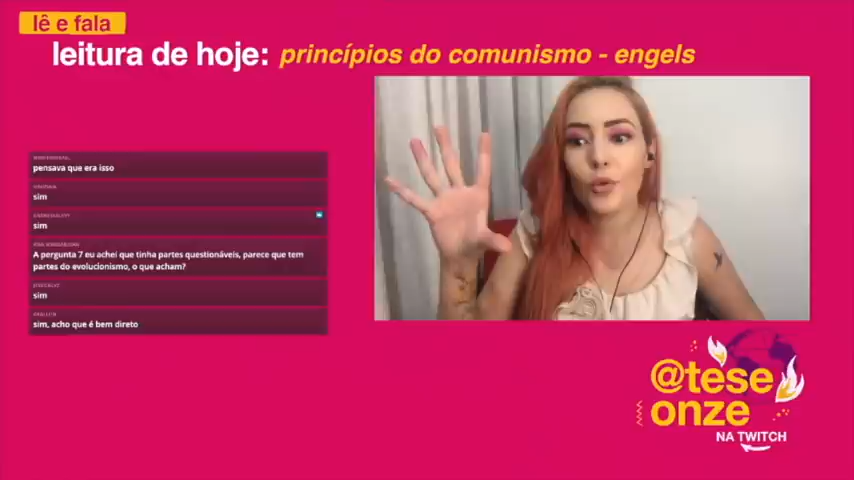 lê e fala
leitura de hoje: princípios do comunismo - engels
pensava que era isso
sim
sim
A pergunta 7 eu achei que tinha partes questionáveis, parece que tem
partes do evolucionismo, o que acham?
sim
sim, acho que é bem direto
@tese
onze
NA TWITCH